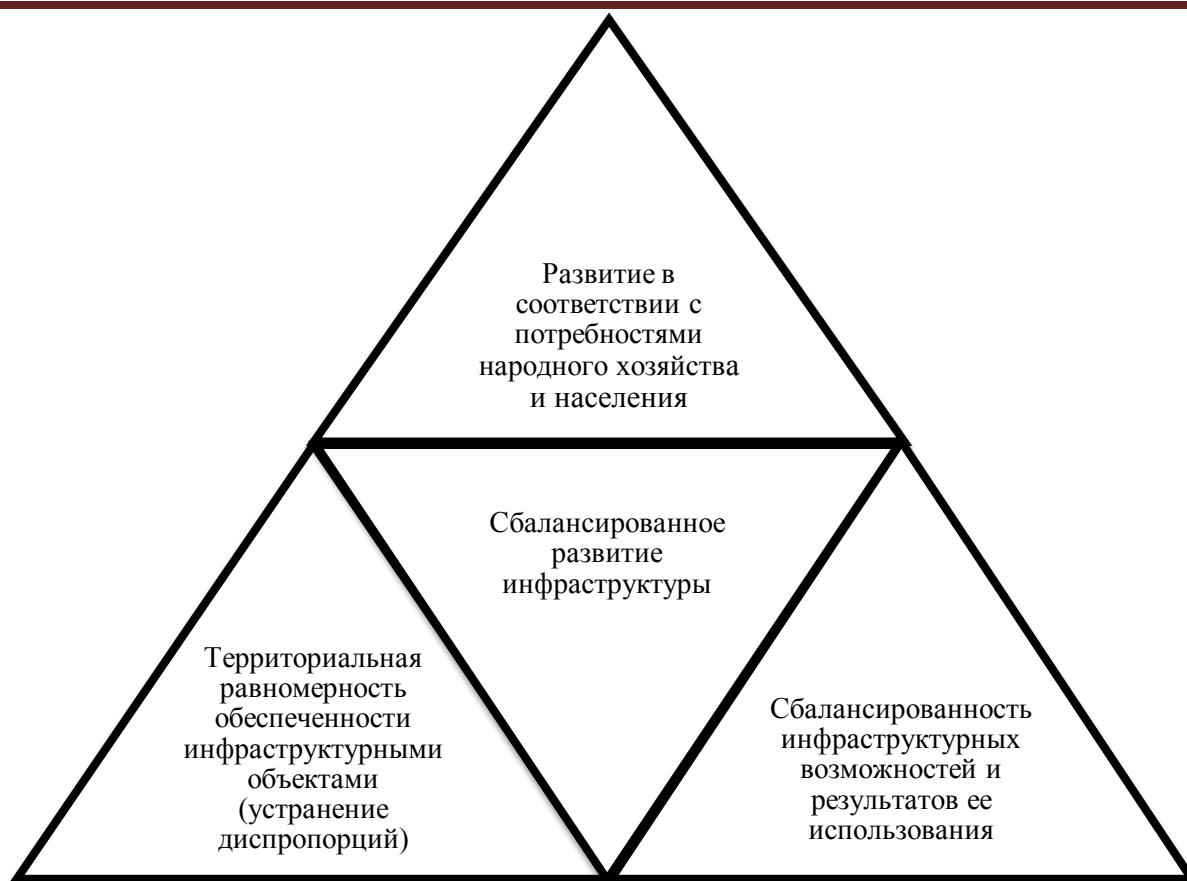 Развитие в
соответствии с
потребностями
народного хозяйства
и населения
Сбалансированное
развитие
инфраструктуры
Территориальная
равномерность
обеспеченности
инфраструктурными
объектами
(устранение
диспропорций)
Сбалансированность
инфраструктурных
возможностей и
результатов ее
использования